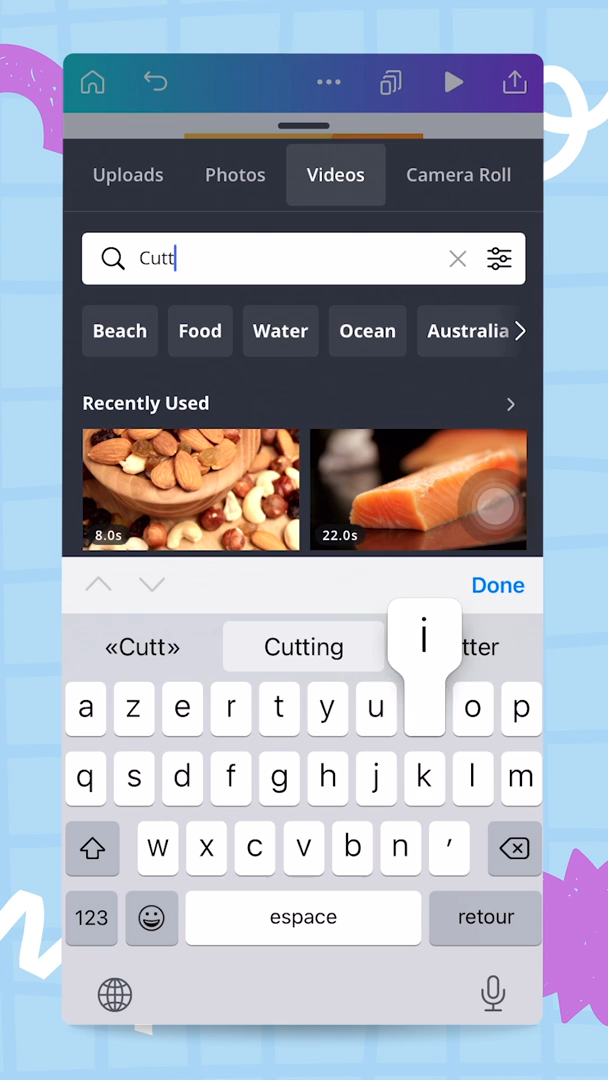 Uploads Photos Videos Camera Roll
Cutt
Beach Food Water Ocean Australia
Recently Used
8.0s 22.0s
Done
«Cutt» Cutting tter
i
a z e r t y u o p
q s d f g h j k l m
w x c v b n ′
123 espace retour